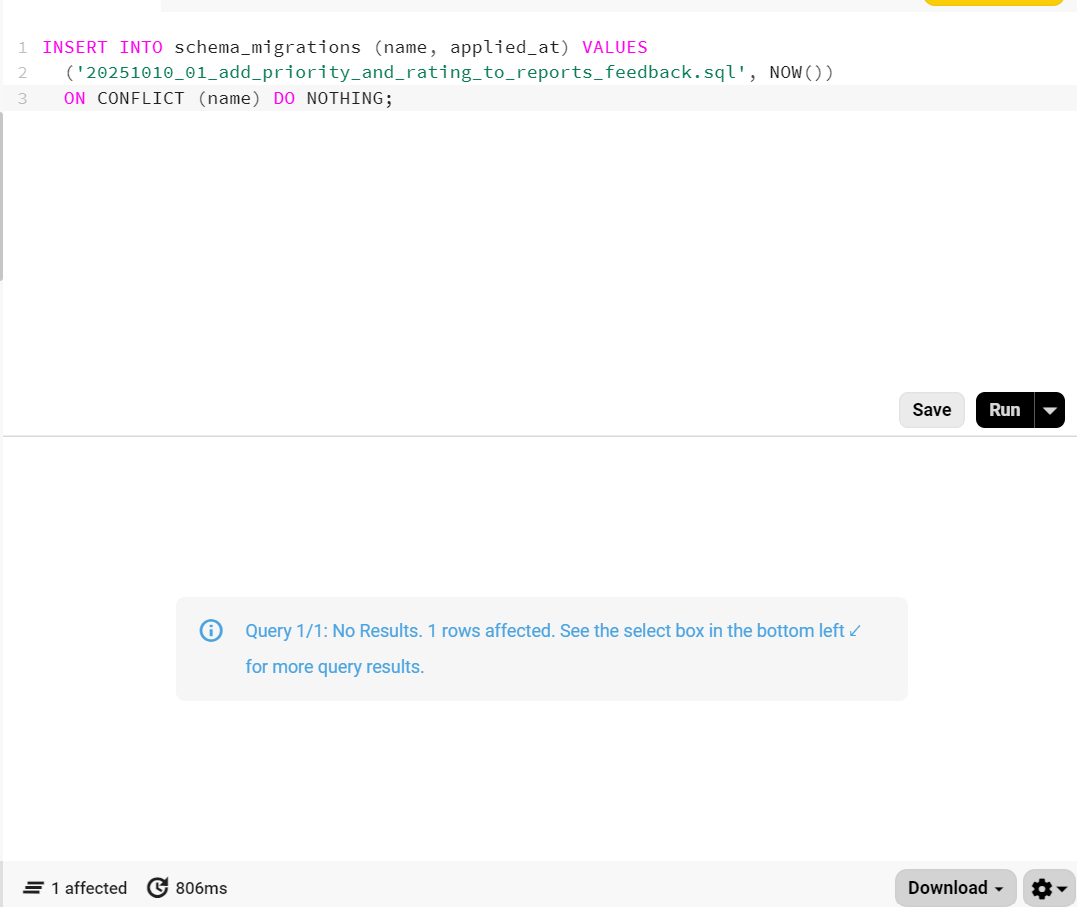 1 INSERT INTO schema_migrations (name, applied_at) VALUES
2 ('20251010_01_add_priority_and_rating_to_reports_feedback.sql', NOW())
3 ON CONFLICT (name) DO NOTHING;
Save Run
Query 1/1: No Results. 1 rows affected. See the select box in the bottom left ↙
for more query results.
1 affected 806ms Download